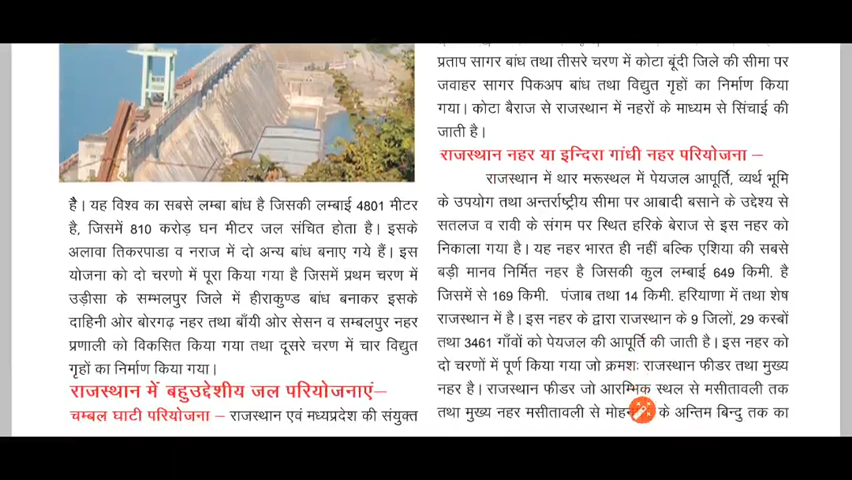 है। यह विश्व का सबसे लम्बा बांध है जिसकी लम्बाई 4801 मीटर
है, जिसमें 810 करोड़ घन मीटर जल संचित होता है। इसके
अलावा तिकरपाडा व नराज में दो अन्य बांध बनाए गये हैं। इस
योजना को दो चरणो में पूरा किया गया है जिसमें प्रथम चरण में
उड़ीसा के सम्भलपुर जिले में हीराकुण्ड बांध बनाकर इसके
दाहिनी ओर बोरगढ़ नहर तथा बाँयी ओर सेसन व सम्बलपुर नहर
प्रणाली को विकसित किया गया तथा दूसरे चरण में चार विद्युत
गृहों का निर्माण किया गया।
राजस्थान में बहुउद्देशीय जल परियोजनाएं–
चम्बल घाटी परियोजना – राजस्थान एवं मध्यप्रदेश की संयुक्त
प्रताप सागर बांध तथा तीसरे चरण में कोटा बूंदी जिले की सीमा पर
जवाहर सागर पिकअप बांध तथा विद्युत गृहों का निर्माण किया
गया। कोटा बैराज से राजस्थान में नहरों के माध्यम से सिंचाई की
जाती है।
राजस्थान नहर या इन्दिरा गांधी नहर परियोजना –
राजस्थान में थार मरूस्थल में पेयजल आपूर्ति, व्यर्थ भूमि
के उपयोग तथा अन्तर्राष्ट्रीय सीमा पर आबादी बसाने के उद्देश्य से
सतलज व रावी के संगम पर स्थित हरिके बेराज से इस नहर को
निकाला गया है। यह नहर भारत ही नहीं बल्कि एशिया की सबसे
बड़ी मानव निर्मित नहर है जिसकी कुल लम्बाई 649 किमी. है
जिसमें से 169 किमी. पंजाब तथा 14 किमी. हरियाणा में तथा शेष
राजस्थान में है। इस नहर के द्वारा राजस्थान के 9 जिलों, 29 कस्बों
तथा 3461 गाँवों को पेयजल की आपूर्ति की जाती है। इस नहर को
दो चरणों में पूर्ण किया गया जो क्रमशः राजस्थान फीडर तथा मुख्य
नहर है। राजस्थान फीडर जो आरम्भिक स्थल से मसीतावली तक
तथा मुख्य नहर मसीतावली से के अन्तिम बिन्दु तक का